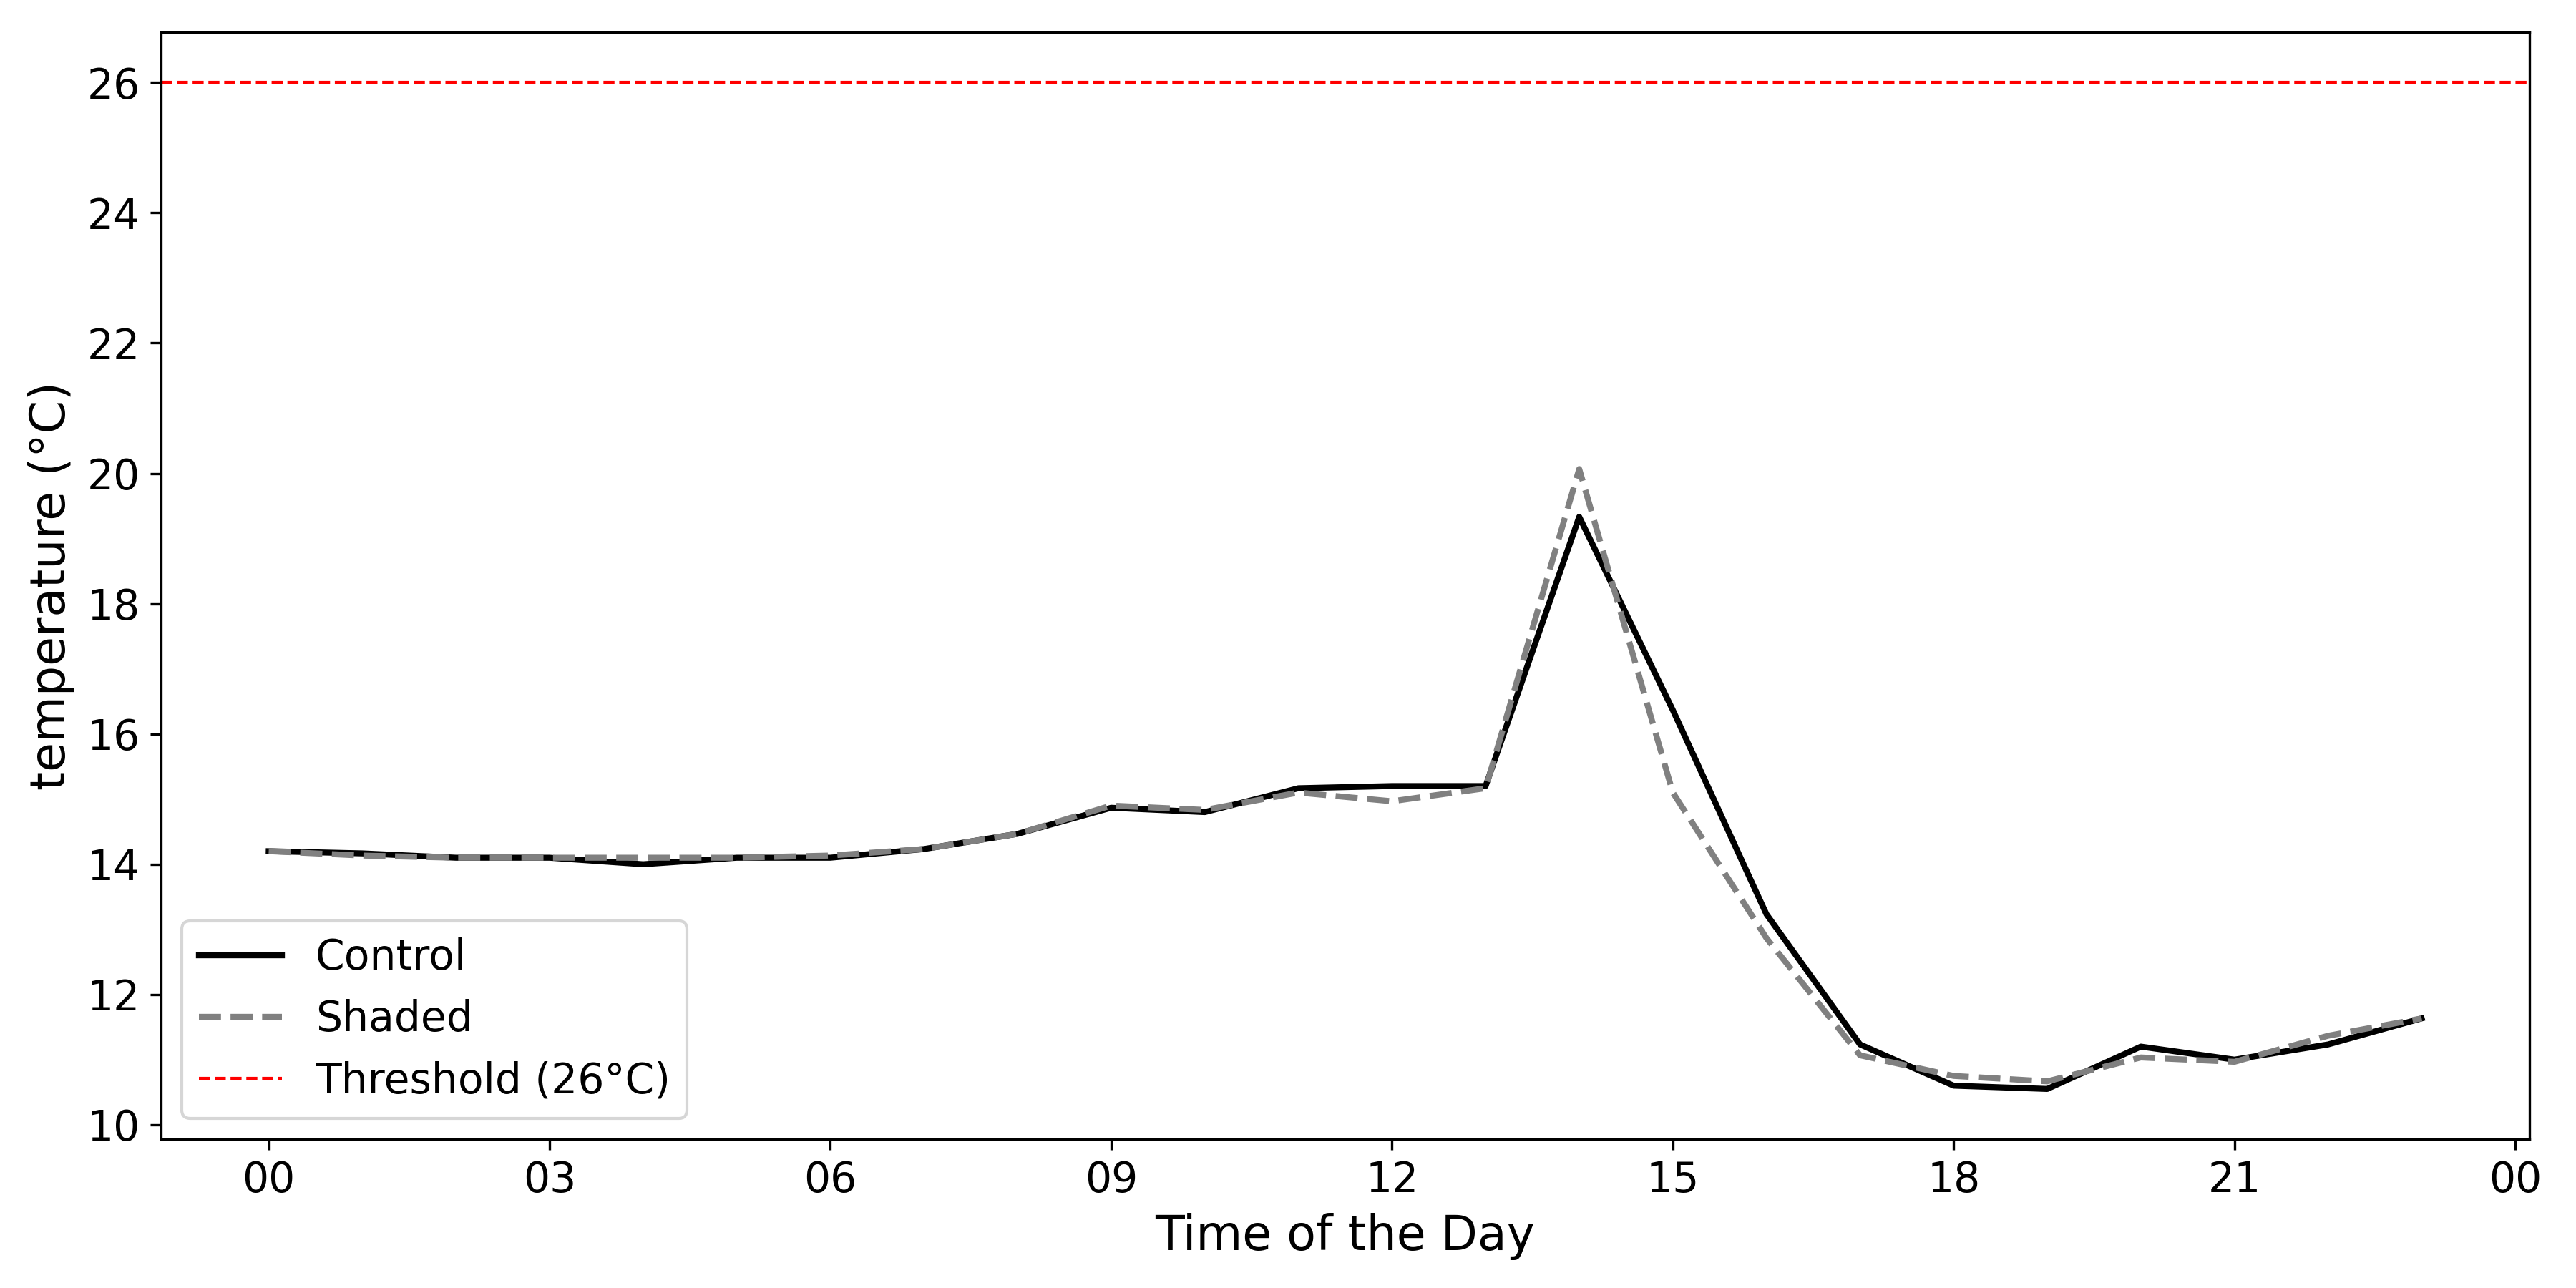 26
24
22
20
18
16
14
12
10
temperature (°C)
Control
Shaded
Threshold (26°C)
00 03 06 09 12 15 18 21 00
Time of the Day